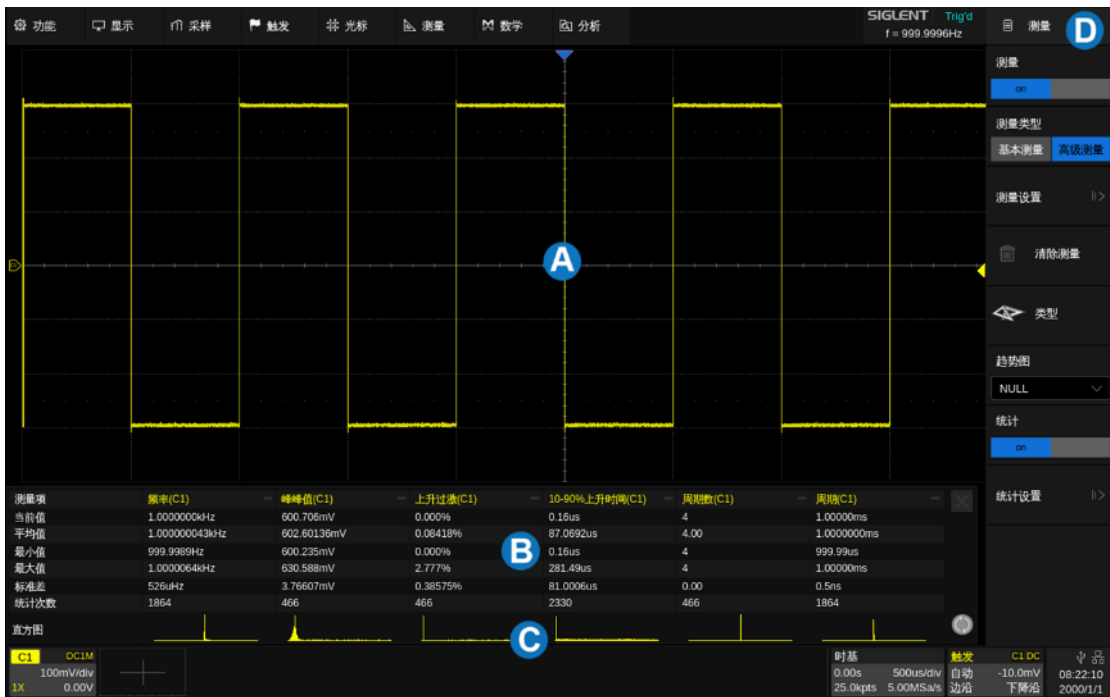 功能 显示 采样 触发 光标 测量 数学 分析 SIGLENT Trig'd
f = 999.9996Hz
测量
D
测量
on
测量类型
基本测量 高级测量
测量设置
清除测量
类型
趋势图
NULL
统计
on
统计设置
A
测量项 频率(C1) 峰峰值(C1) 上升过激(C1) 10-90%上升时间(C1) 周期数(C1) 周期(C1)
当前值 1.0000000kHz 600.706mV 0.000% 0.16us 4 1.00000ms
平均值 1.000000043kHz 602.60136mV 0.08418% 87.0692us 4.00 1.0000000ms
最小值 999.9989Hz 600.235mV 0.000% 0.16us 4 999.99us
最大值 1.0000064kHz 630.588mV 2.777% 281.49us 4 1.00000ms
标准差 526uHz 3.76607mV 0.38575% 81.0006us 0.00 0.5ns
统计次数 1864 466 466 2330 466 1864
B
直方图
C
C1 DC1M
100mV/div
1X 0.00V
时基
0.00s 500us/div
25.0kpts 5.00MSa/s
触发 C1 DC
自动 -10.0mV
边沿 下降沿
08:22:10
2000/1/1